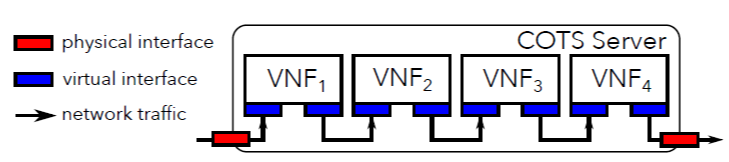 COTS Server
physical interface
virtual interface
network traffic
VNF₁ VNF₂ VNF₃ VNF₄